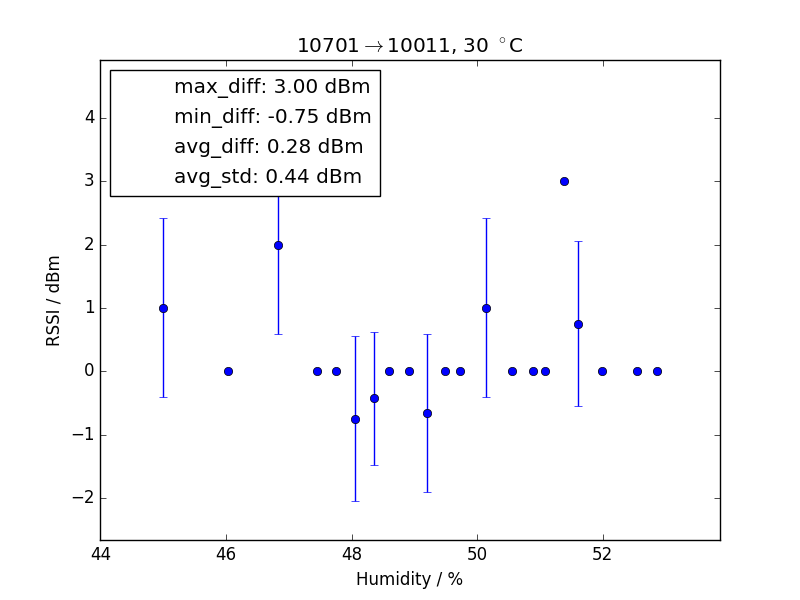 10701→10011, 30 °C
max_diff: 3.00 dBm
min_diff: -0.75 dBm
avg_diff: 0.28 dBm
avg_std: 0.44 dBm
RSSI / dBm
4
3
2
1
0
−1
−2
44 46 48 50 52
Humidity / %